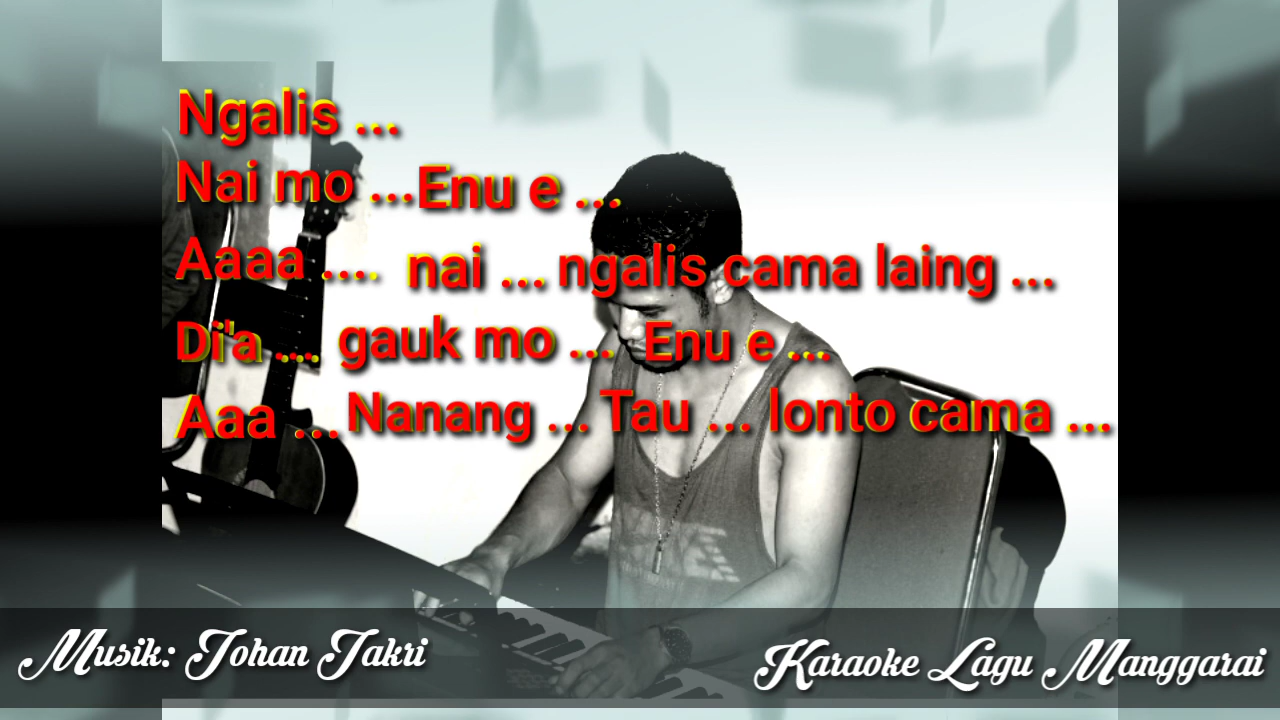 Ngalis ...
Nai mo ... Enu e ...
Aaaa .... nai ... ngalis cama laing ...
Di'a ... gauk mo ... Enu e ...
Aaa ... Nanang ... Tau ... lonto cama ...
Musik: Johan Jakri
Karaoke Lagu Manggarai